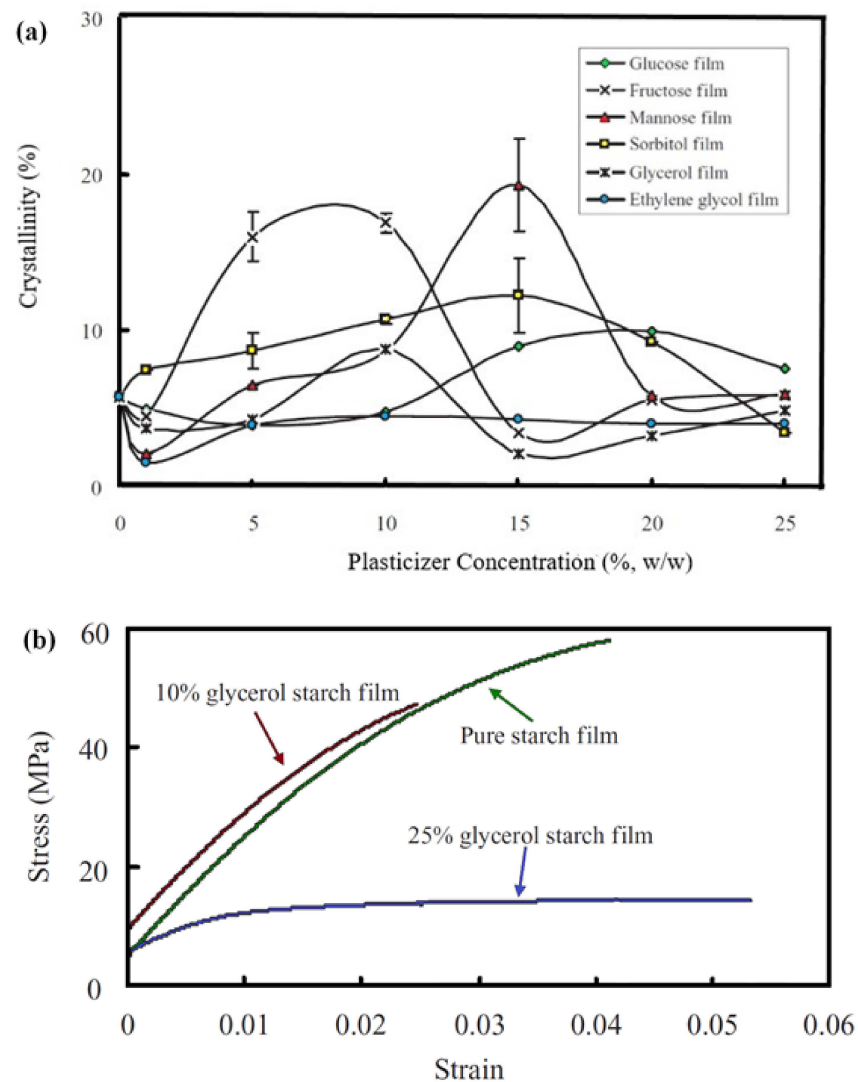 (a)
30
20
10
0
Crystallinity (%)
Glucose film
Fructose film
Mannose film
Sorbitol film
Glycerol film
Ethylene glycol film
0 5 10 15 20 25
Plasticizer Concentration (%, w/w)
(b)
60
40
20
0
Stress (MPa)
10% glycerol starch film
Pure starch film
25% glycerol starch film
0 0.01 0.02 0.03 0.04 0.05 0.06
Strain